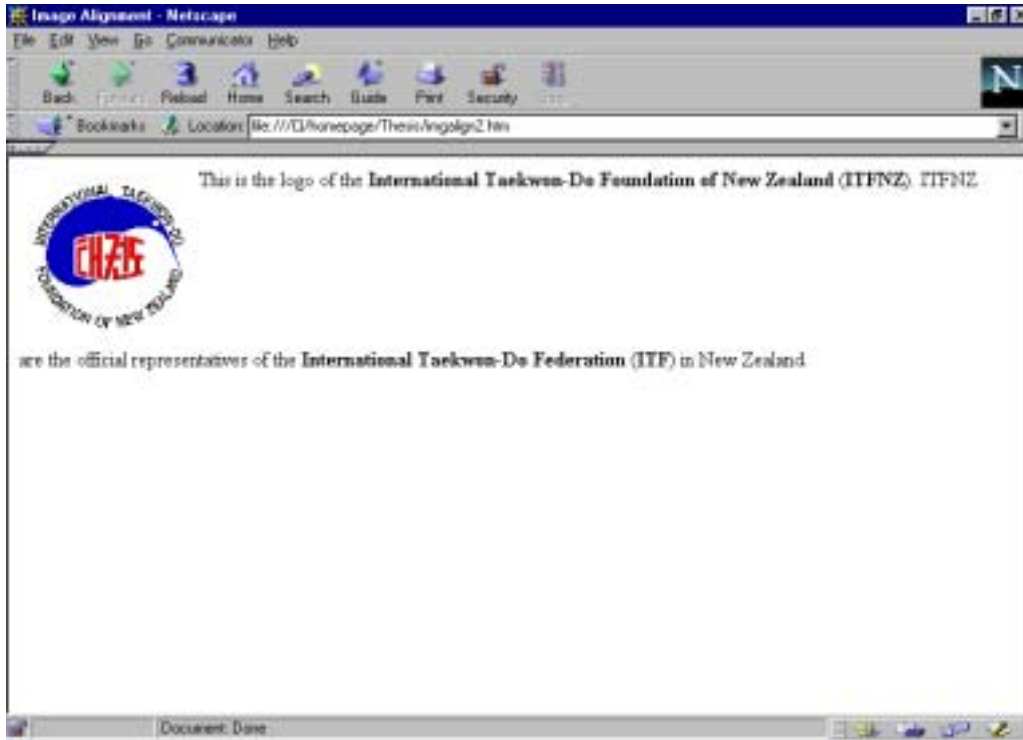 Image Alignment - Netscape
File Edit View Go Communicator Help
Back Forward Reload Home Search Guide Print Security Stop
Bookmarks Location: file:///C|/homepage/Thesis/imgalign2.htm
This is the logo of the International Taekwon-Do Foundation of New Zealand (ITFNZ). ITFNZ
INTERNATIONAL TAEKWON-DO
FOUNDATION OF NEW ZEALAND
are the official representatives of the International Taekwon-Do Federation (ITF) in New Zealand.
Document: Done